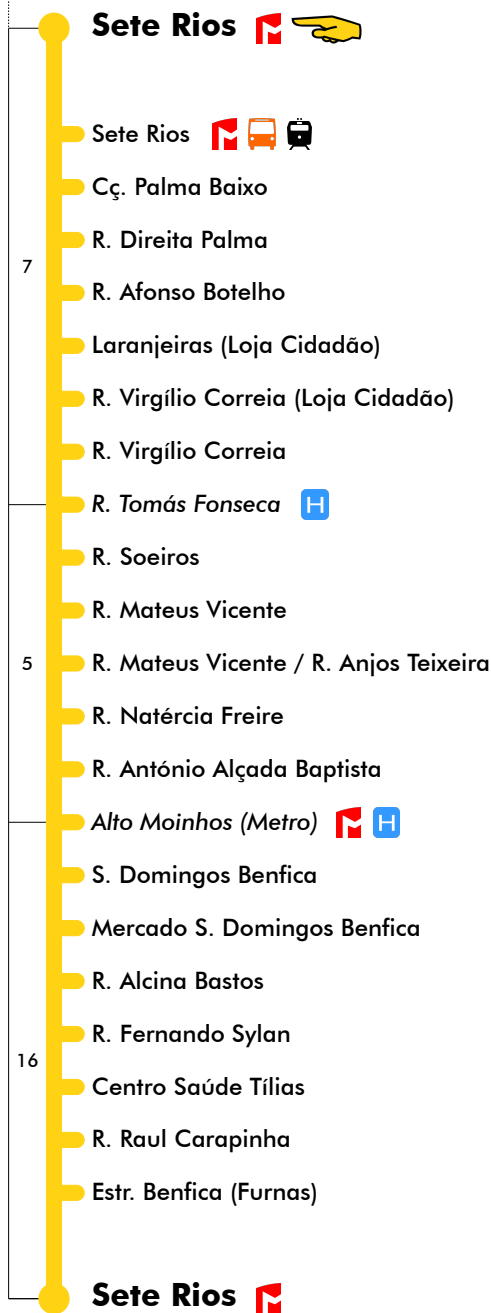 Sete Rios
Sete Rios
Cç. Palma Baixo
R. Direita Palma
7
R. Afonso Botelho
Laranjeiras (Loja Cidadão)
R. Virgílio Correia (Loja Cidadão)
R. Virgílio Correia
R. Tomás Fonseca H
R. Soeiros
R. Mateus Vicente
5 R. Mateus Vicente / R. Anjos Teixeira
R. Natércia Freire
R. António Alçada Baptista
Alto Moinhos (Metro) H
S. Domingos Benfica
Mercado S. Domingos Benfica
R. Alcina Bastos
R. Fernando Sylan
16
Centro Saúde Tílias
R. Raul Carapinha
Estr. Benfica (Furnas)
Sete Rios